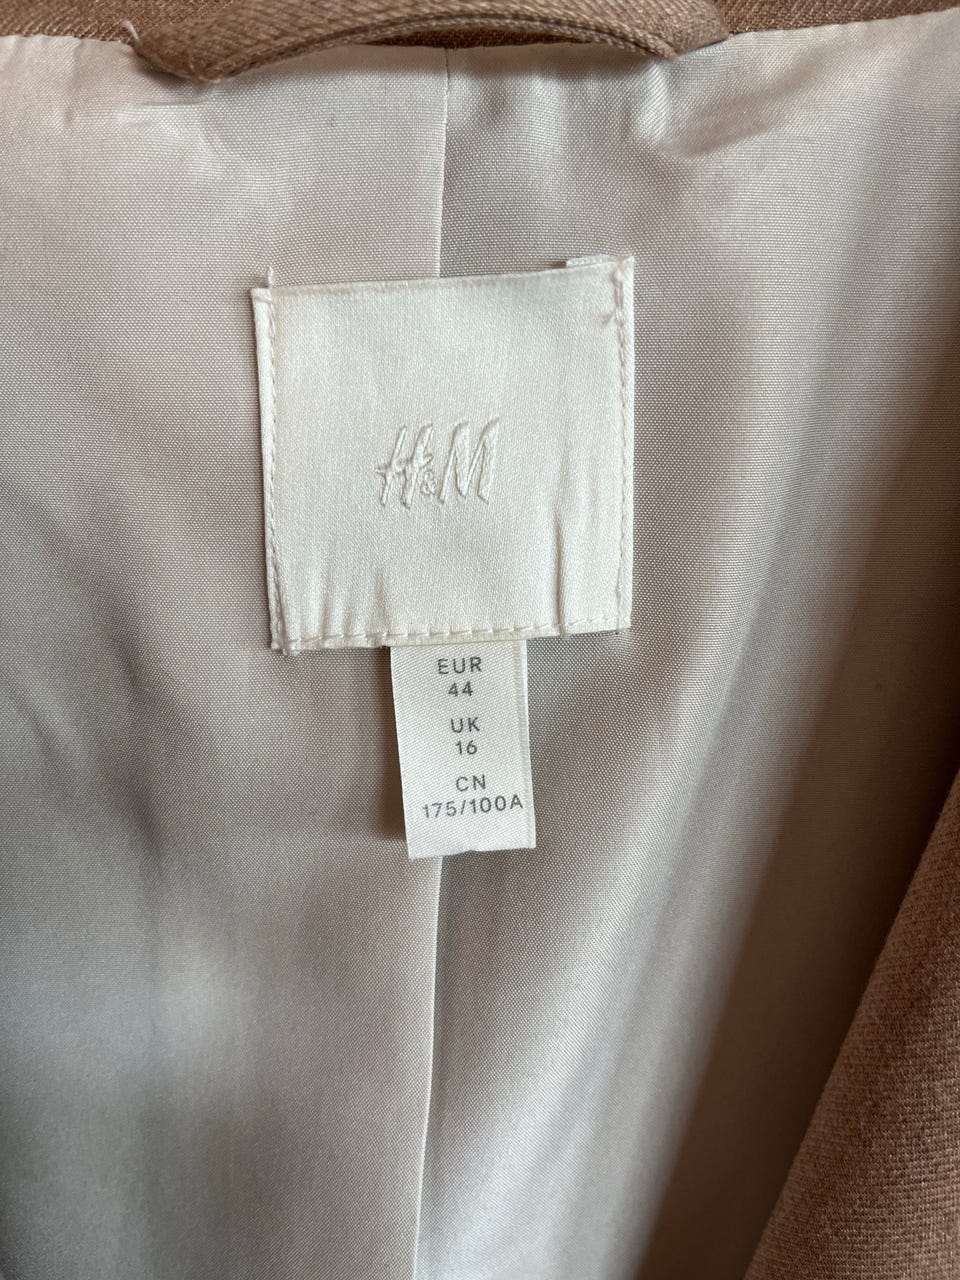 H&M
EUR
44
UK
16
CN
175/100A